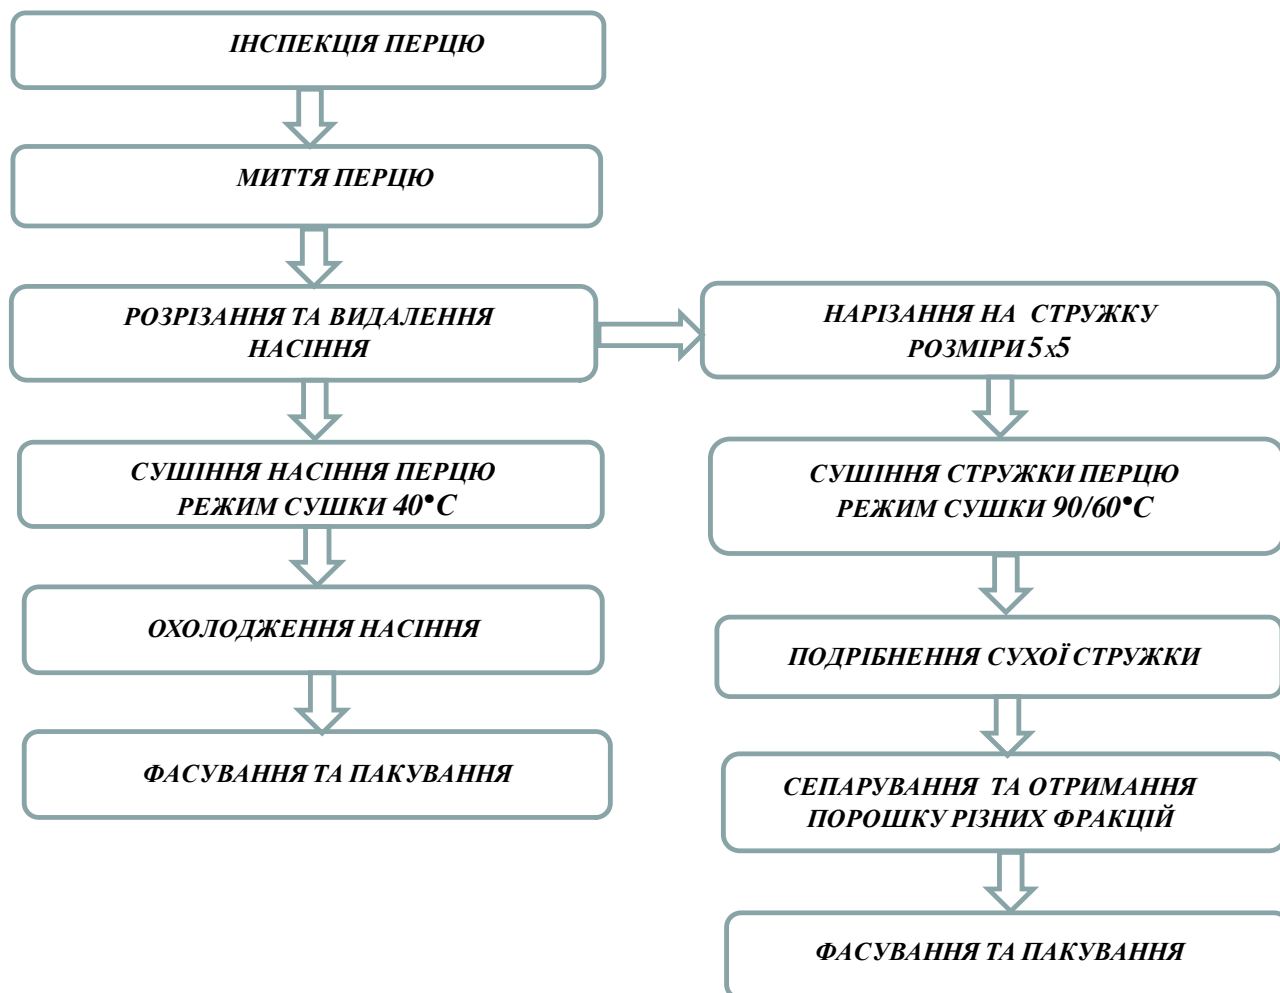 ІНСПЕКЦІЯ ПЕРЦЮ
МИТТЯ ПЕРЦЮ
РОЗРІЗАННЯ ТА ВИДАЛЕННЯ
НАСІННЯ
СУШІННЯ НАСІННЯ ПЕРЦЮ
РЕЖИМ СУШКИ 40•С
ОХОЛОДЖЕННЯ НАСІННЯ
ФАСУВАННЯ ТА ПАКУВАННЯ
НАРІЗАННЯ НА СТРУЖКУ
РОЗМІРИ 5х5
СУШІННЯ СТРУЖКИ ПЕРЦЮ
РЕЖИМ СУШКИ 90/60•С
ПОДРІБНЕННЯ СУХОЇ СТРУЖКИ
СЕПАРУВАННЯ ТА ОТРИМАННЯ
ПОРОШКУ РІЗНИХ ФРАКЦІЙ
ФАСУВАННЯ ТА ПАКУВАННЯ